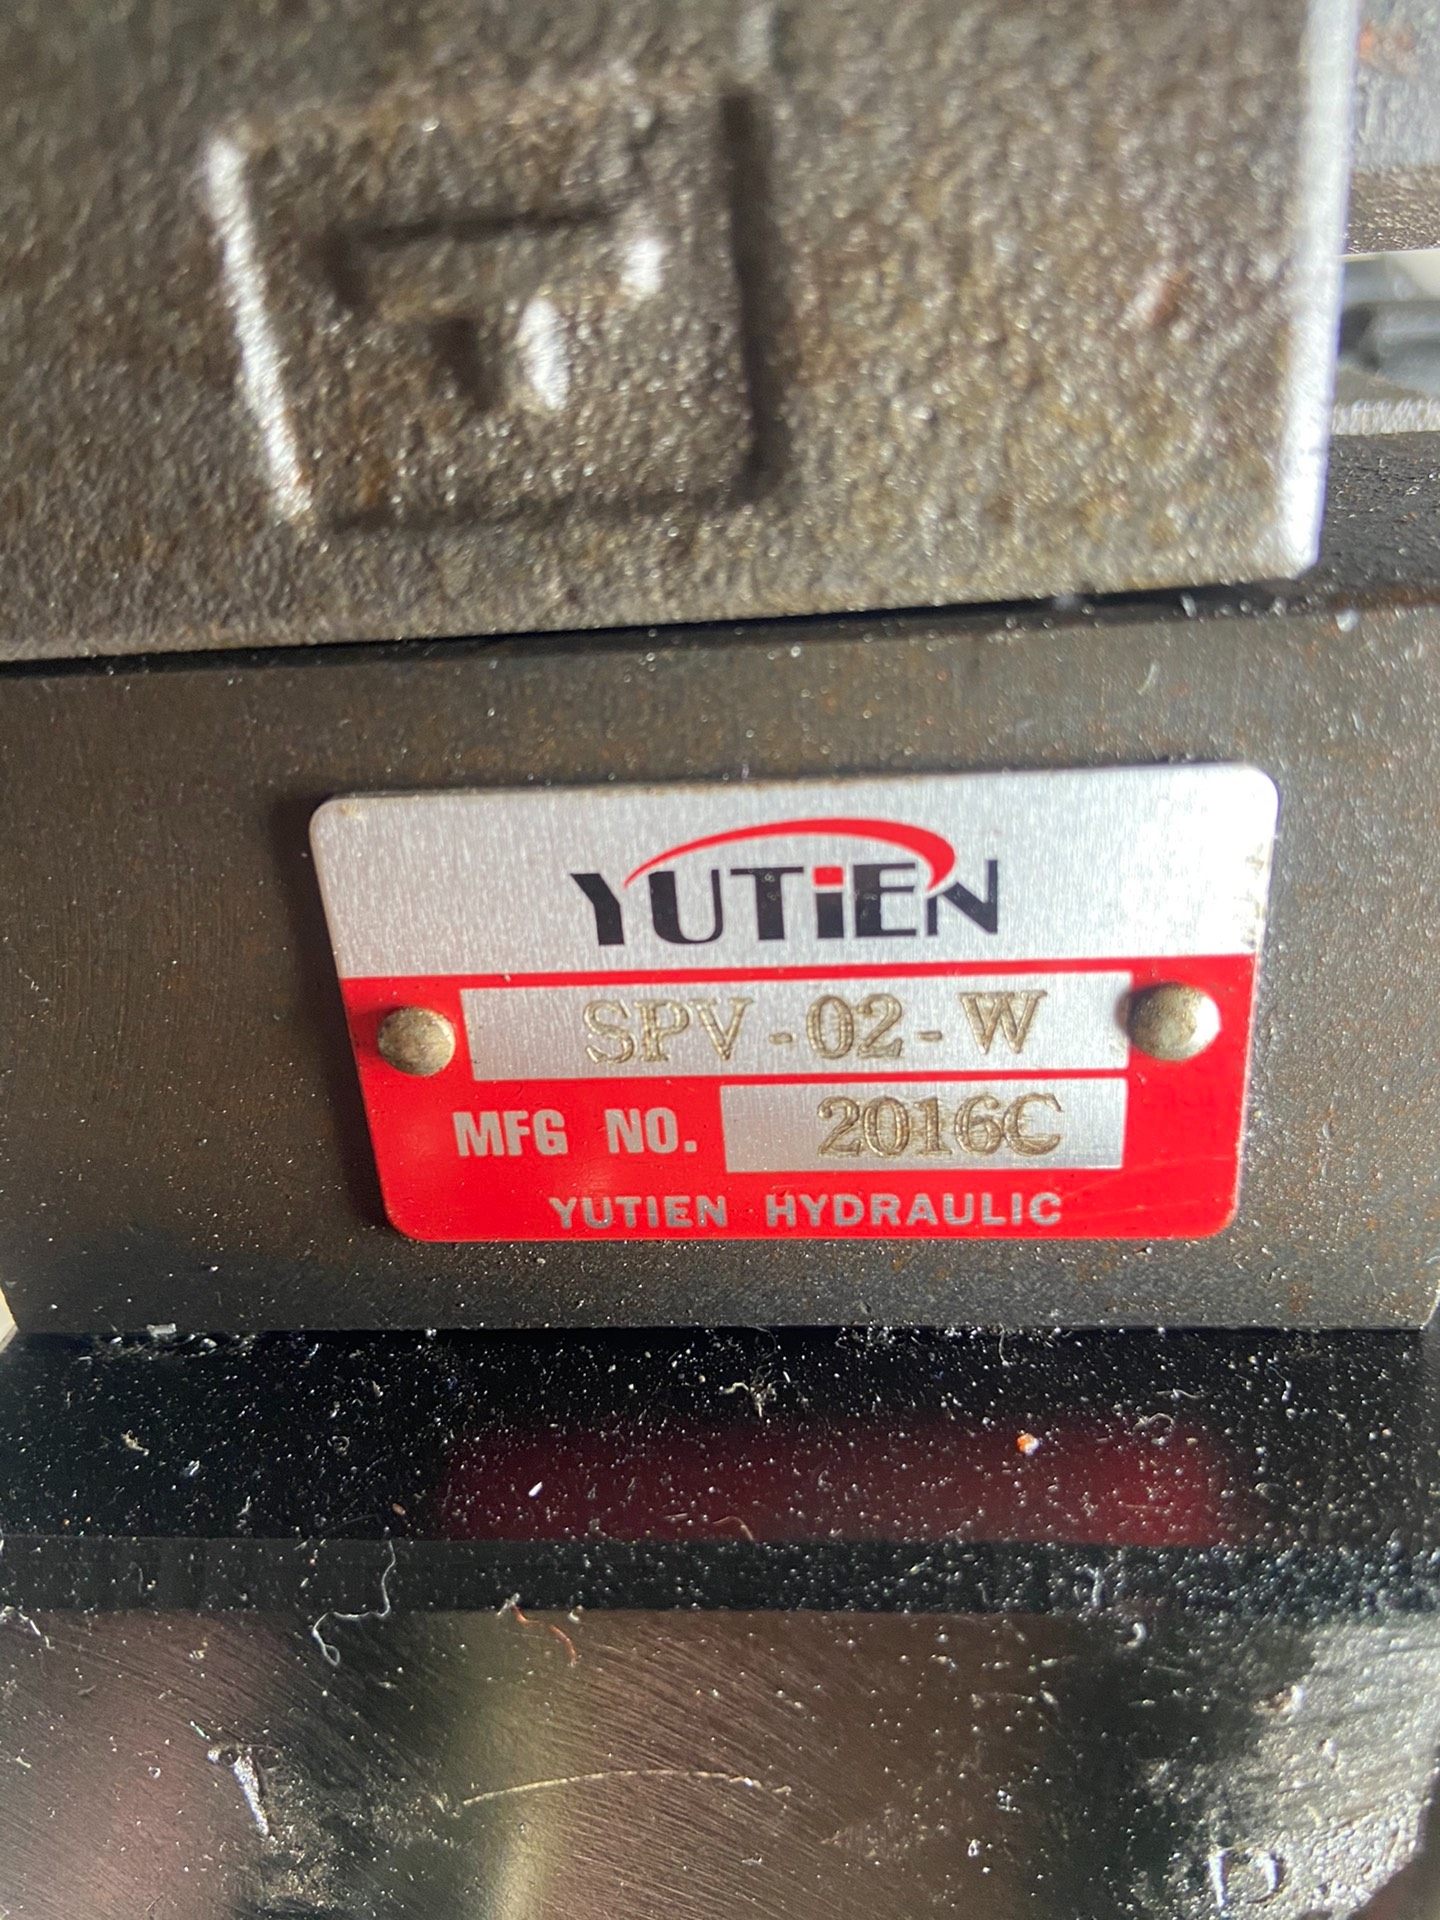 YUTiEN
SPV-02-W
MFG NO. 2016C
YUTIEN HYDRAULIC
T